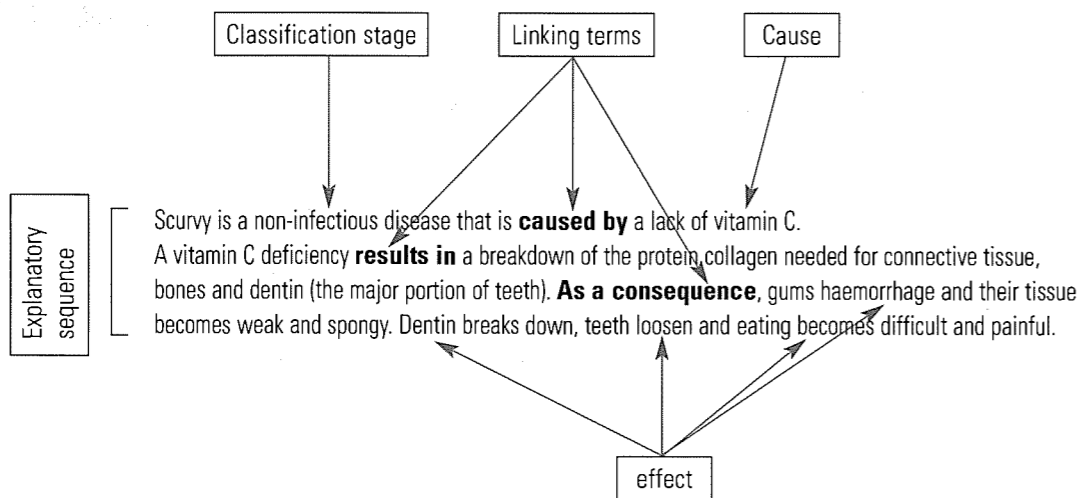 Classification stage
Linking terms
Cause
Explanatory
sequence
Scurvy is a non-infectious disease that is caused by a lack of vitamin C.
A vitamin C deficiency results in a breakdown of the protein collagen needed for connective tissue,
bones and dentin (the major portion of teeth). As a consequence, gums haemorrhage and their tissue
becomes weak and spongy. Dentin breaks down, teeth loosen and eating becomes difficult and painful.
effect